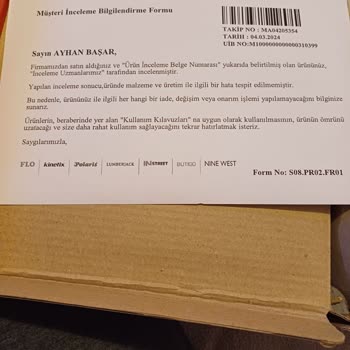 Müşteri İnceleme Bilgilendirme Formu
TAKİP NO : MA04205354
TARİH : 04.03.2024
UİB NO:M1000600000000310399
Sayın AYHAN BAŞAR,
Firmamızdan satın aldığınız ve "Ürün İnceleme Belge Numarası" yukarıda belirtilmiş olan ürününüz,
"İnceleme Uzmanlarımız" tarafından incelenmiştir.
Yapılan inceleme sonucu,üründe malzeme ve üretim ile ilgili bir hata tespit edilmemiştir.
Bu nedenle, ürününüz ile ilgili her hangi bir iade, değişim veya onarım işlemi yapılamayacağını bilginize
sunarız.
Ürünlerin, beraberinde yer alan "Kullanım Kılavuzları" na uygun olarak kullanılmasının, ürünün ömrünü
uzatacağı ve size daha rahat kullanım sağlayacağını tekrar hatırlatmak isteriz.
Saygılarımızla,
FLO kinetix Polaris LUMBERJACK BUTIGO NINE WEST
Form No: S08.PR02.FR01